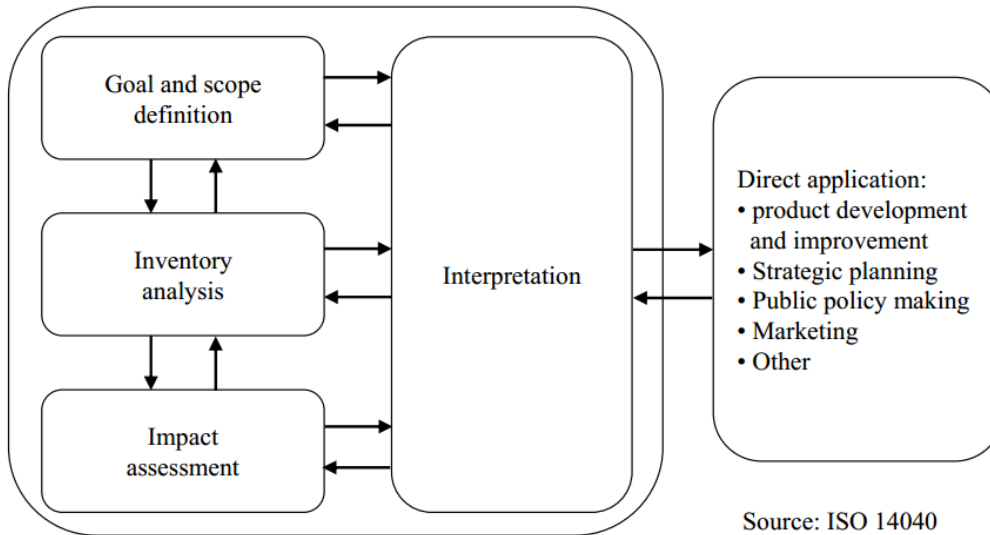 Goal and scope
definition
Inventory
analysis
Impact
assessment
Interpretation
Direct application:
• product development
and improvement
• Strategic planning
• Public policy making
• Marketing
• Other
Source: ISO 14040